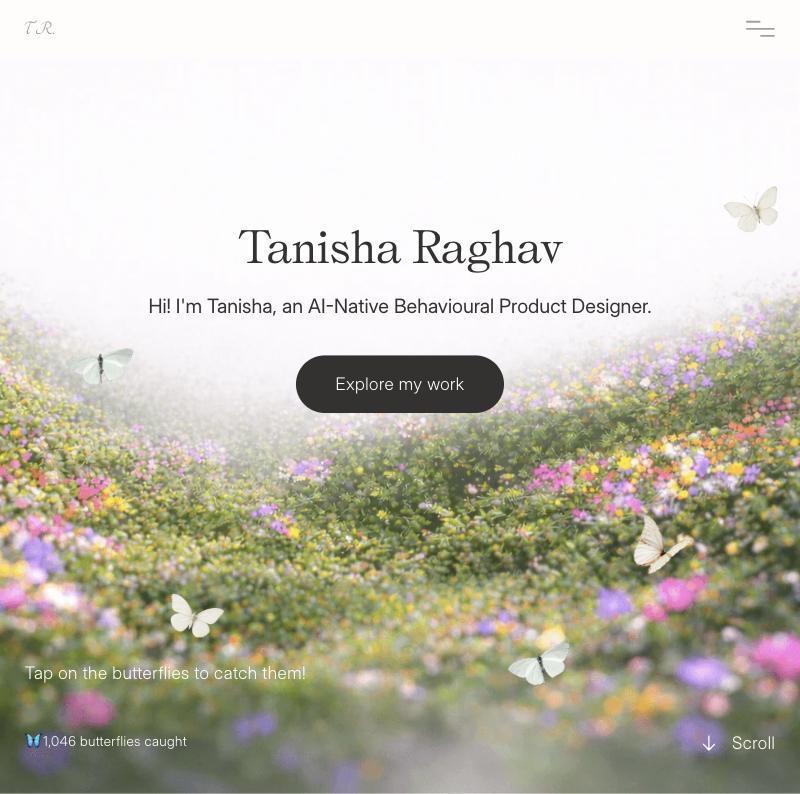 T.R.
Tanisha Raghav
Hi! I'm Tanisha, an AI-Native Behavioural Product Designer.
Explore my work
Tap on the butterflies to catch them!
🦋1,046 butterflies caught
↓ Scroll